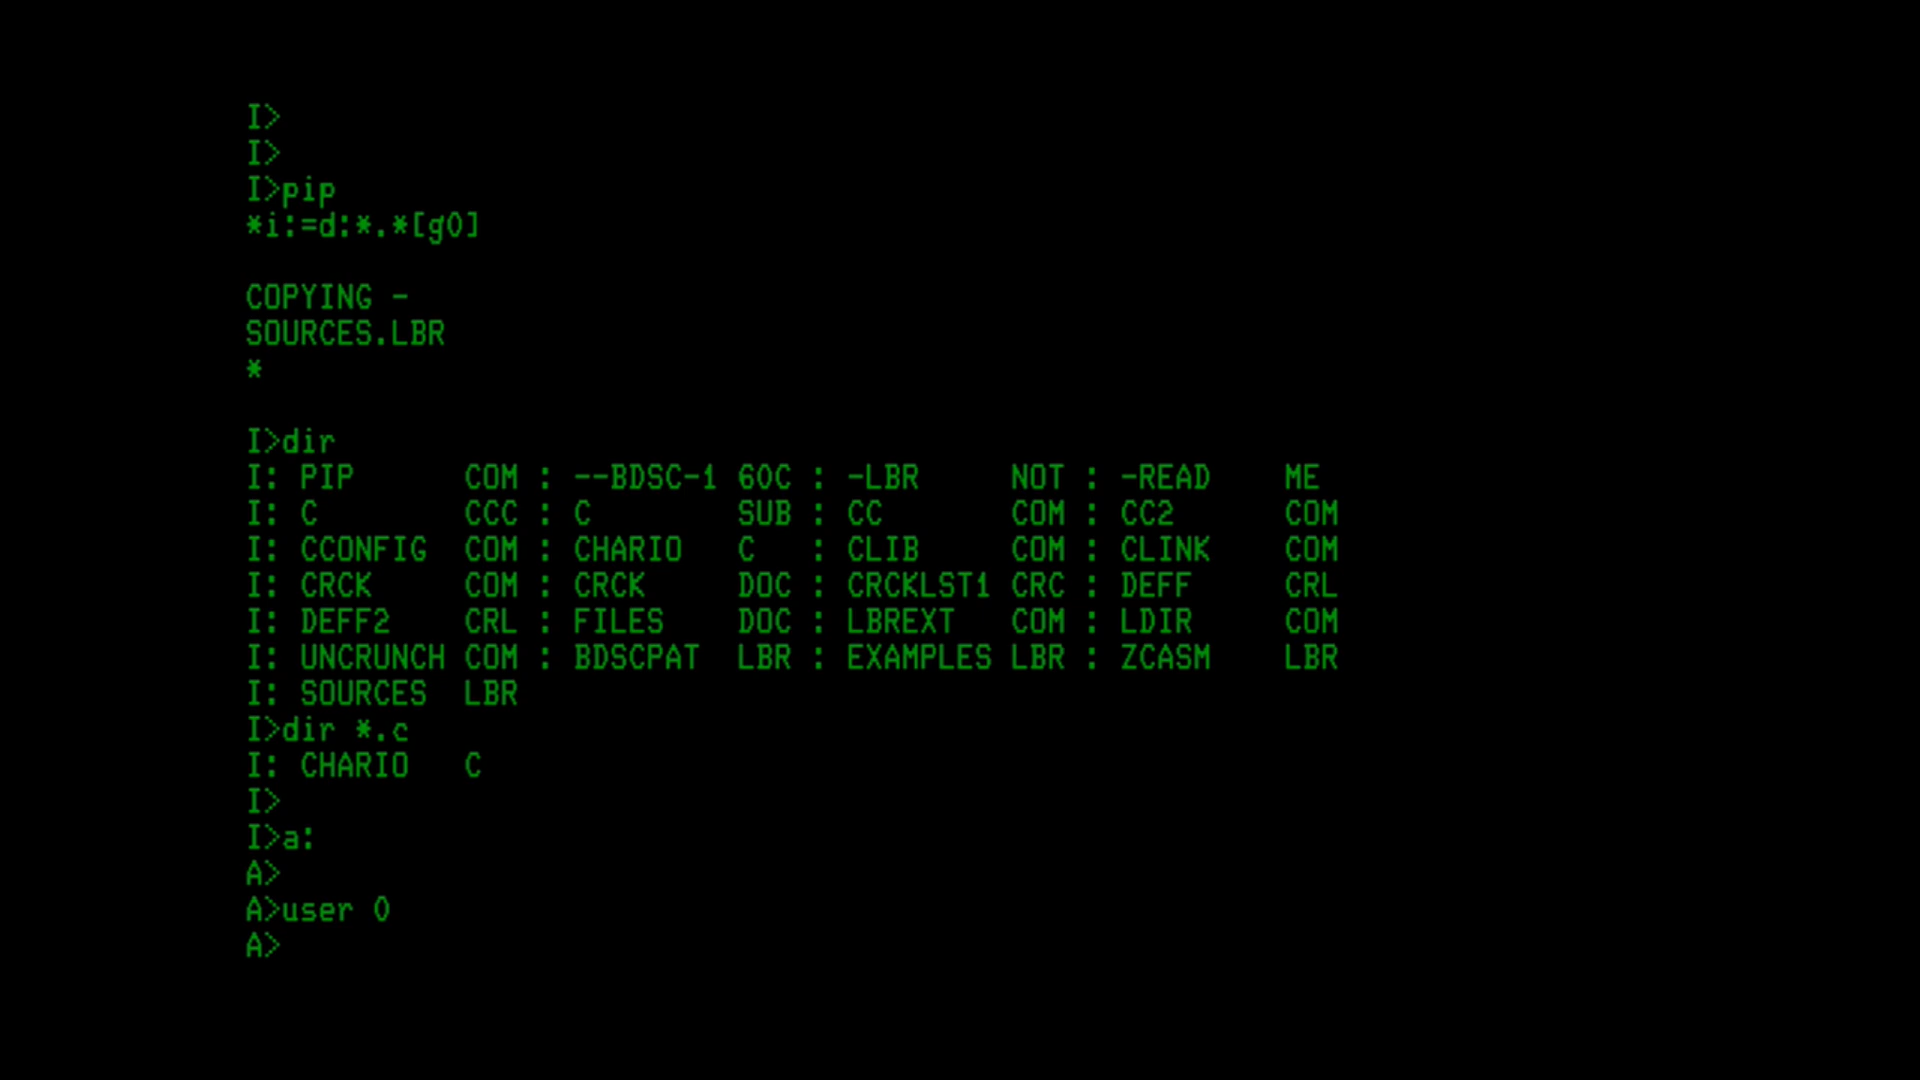 I>
I>
I>pip
*i:=d:*.*[g0]
COPYING -
SOURCES.LBR
*
I>dir
I: PIP      COM : --BDSC-1 60C : -LBR     NOT : -READ    ME
I: C        CCC : C        SUB : CC       COM : CC2      COM
I: CCONFIG  COM : CHARIO   C   : CLIB     COM : CLINK    COM
I: CRCK     COM : CRCK     DOC : CRCKLST1 CRC : DEFF     CRL
I: DEFF2    CRL : FILES    DOC : LBREXT   COM : LDIR     COM
I: UNCRUNCH COM : BDSCPAT  LBR : EXAMPLES LBR : ZCASM    LBR
I: SOURCES  LBR
I>dir *.c
I: CHARIO   C
I>
I>a:
A>
A>user 0
A>